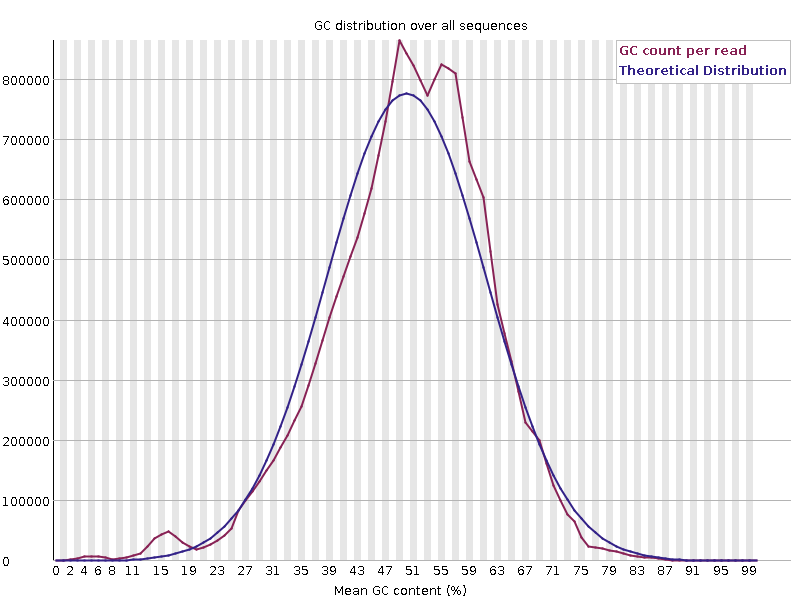 GC distribution over all sequences
GC count per read
Theoretical Distribution
800000
700000
600000
500000
400000
300000
200000
100000
0
0 2 4 6 8 11 15 19 23 27 31 35 39 43 47 51 55 59 63 67 71 75 79 83 87 91 95 99
Mean GC content (%)